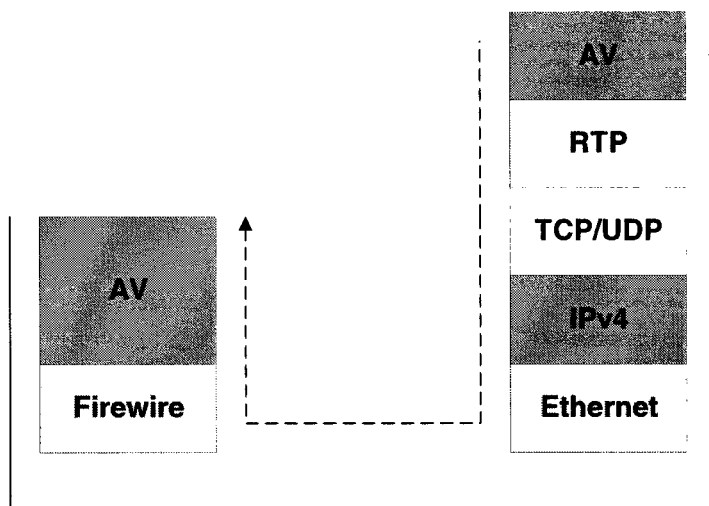 AV
Firewire
AV
RTP
TCP/UDP
IPv4
Ethernet